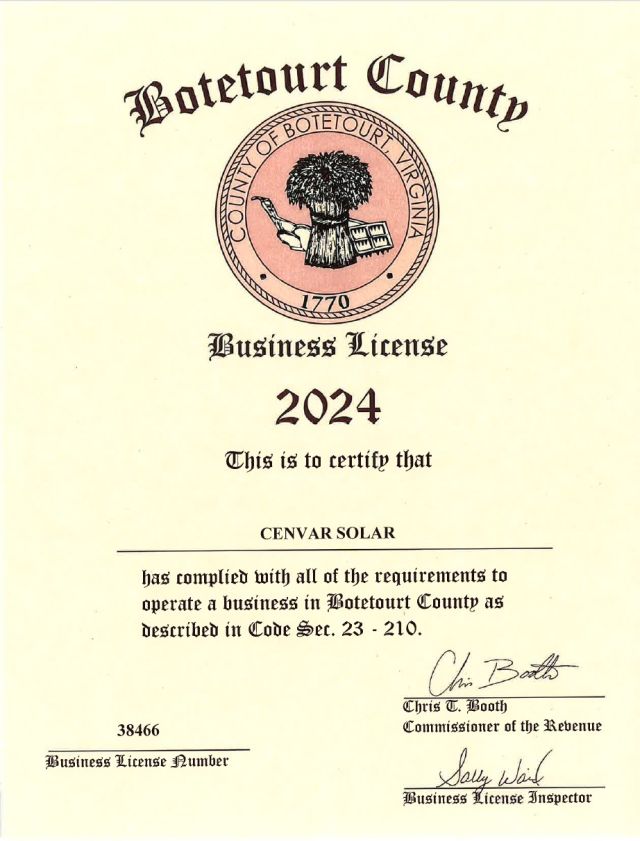 Botetourt County
COUNTY OF BOTETOURT, VIRGINIA
1770
Business License
2024
This is to certify that
CENVAR SOLAR
has complied with all of the requirements to
operate a business in Botetourt County as
described in Code Sec. 23 - 210.
Chris Booth
Chris T. Booth
Commissioner of the Revenue
38466
Business License Number
Sally Ward
Business License Inspector